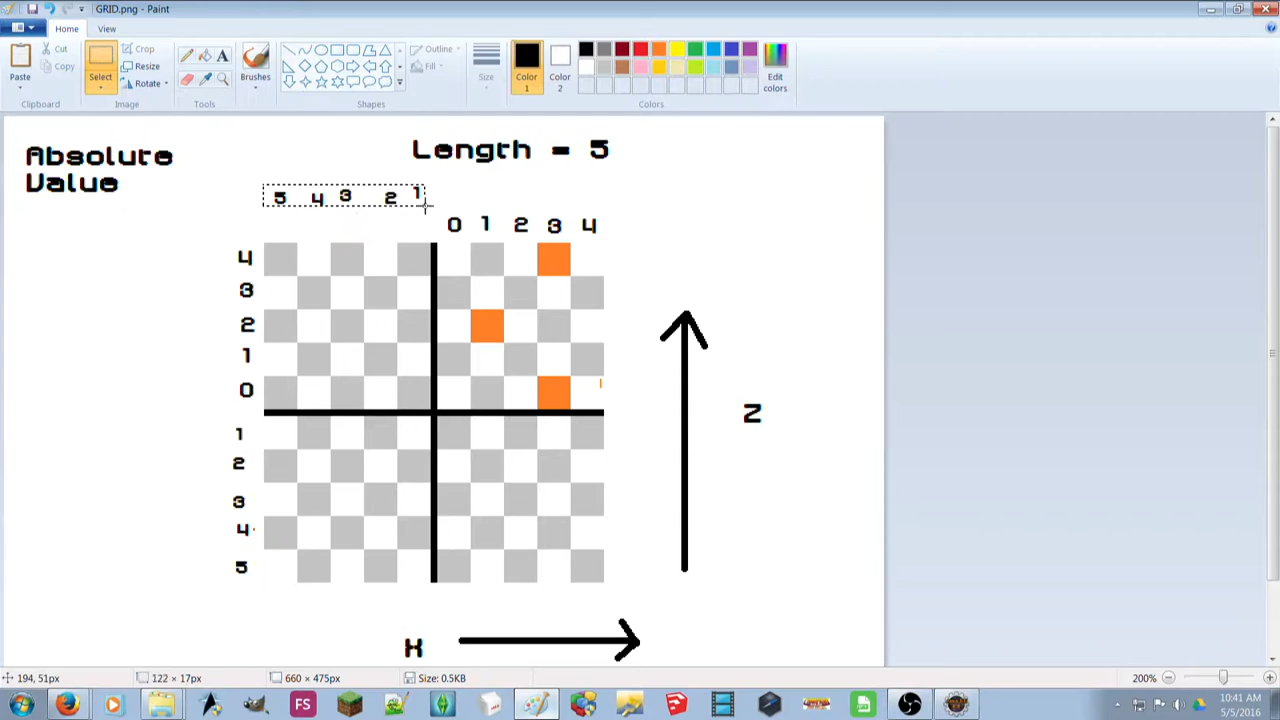 GRID.png - Paint
Home View
Paste
Cut
Copy
Clipboard
Select
Crop
Resize
Rotate
Image
A
Tools
Brushes
Shapes
Outline
Fill
Size
Color 1
Color 2
Edit colors
Colors
Absolute
Value
Length = 5
5 4 3 2 1
0 1 2 3 4
4
3
2
1
0
1
2
3
4
5
Z
X
194, 51px
122 × 17px
660 × 475px
Size: 0.5KB
200%
FS
10:41 AM
5/5/2016